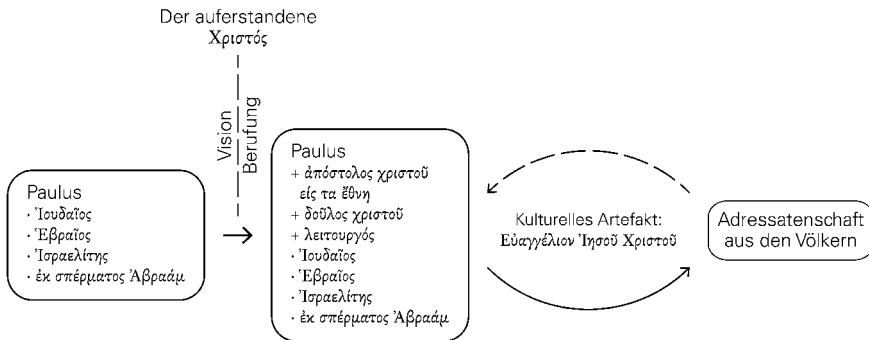 Der auferstandene
Χριστός
Vision
Berufung
Paulus
· Ἰουδαῖος
· Ἑβραῖος
· Ἰσραελίτης
· ἐκ σπέρματος Ἀβραάμ
Paulus
+ ἀπόστολος χριστοῦ
εἰς τα ἔθνη
+ δοῦλος χριστοῦ
+ λειτουργός
· Ἰουδαῖος
· Ἑβραῖος
· Ἰσραελίτης
· ἐκ σπέρματος Ἀβραάμ
Kulturelles Artefakt:
Εὐαγγέλιον Ἰησοῦ Χριστοῦ
Adressatenschaft
aus den Völkern